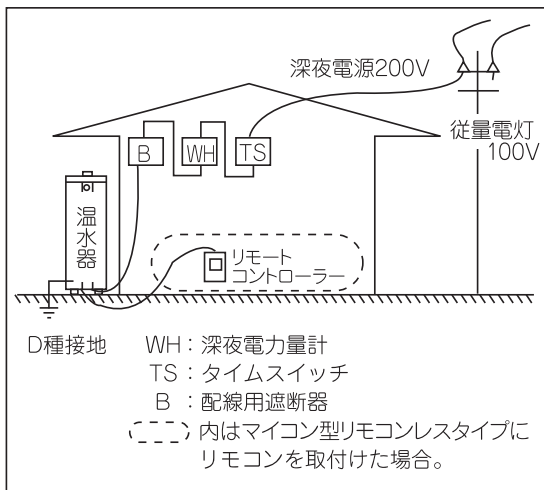 深夜電源200V
従量電灯
100V
B
WH
TS
温水器
リモート
コントローラー
D種接地
WH：深夜電力量計
TS：タイムスイッチ
B：配線用遮断器
内はマイコン型リモコンレスタイプに
リモコンを取付けた場合。